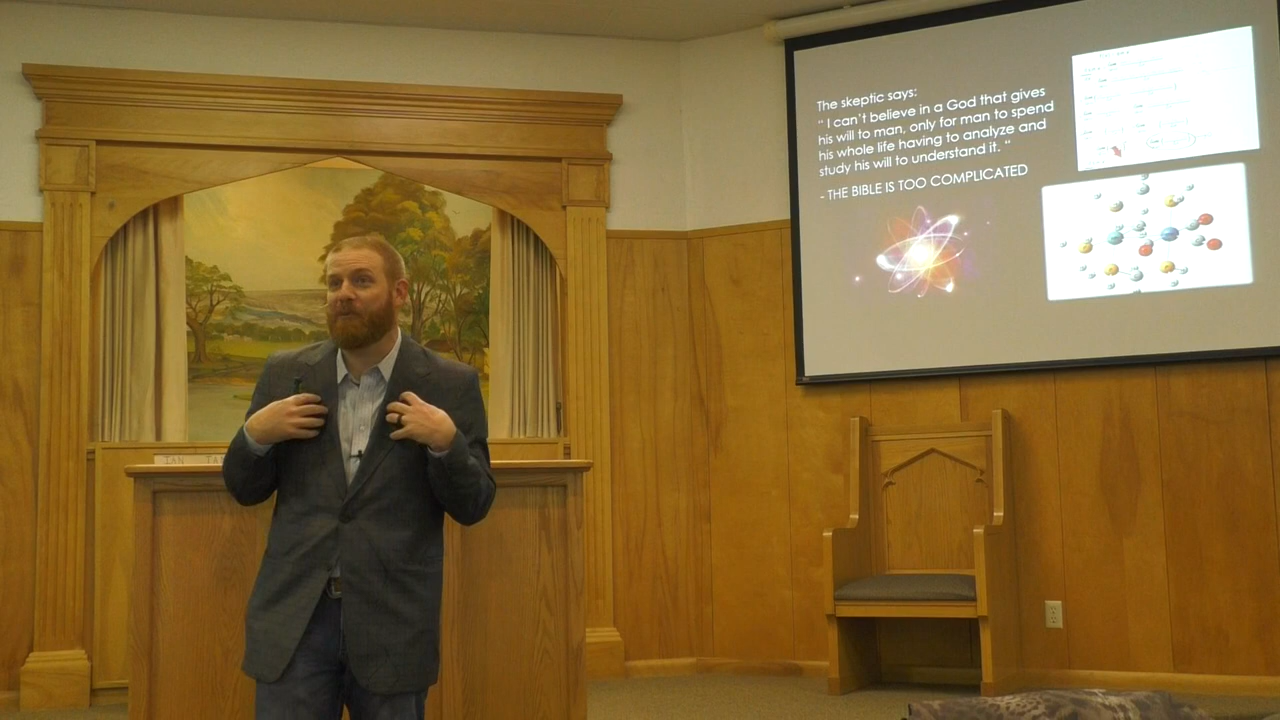 The skeptic says:
“ I can't believe in a God that gives
his will to man, only for man to spend
his whole life having to analyze and
study his will to understand it. “
- THE BIBLE IS TOO COMPLICATED
IAN